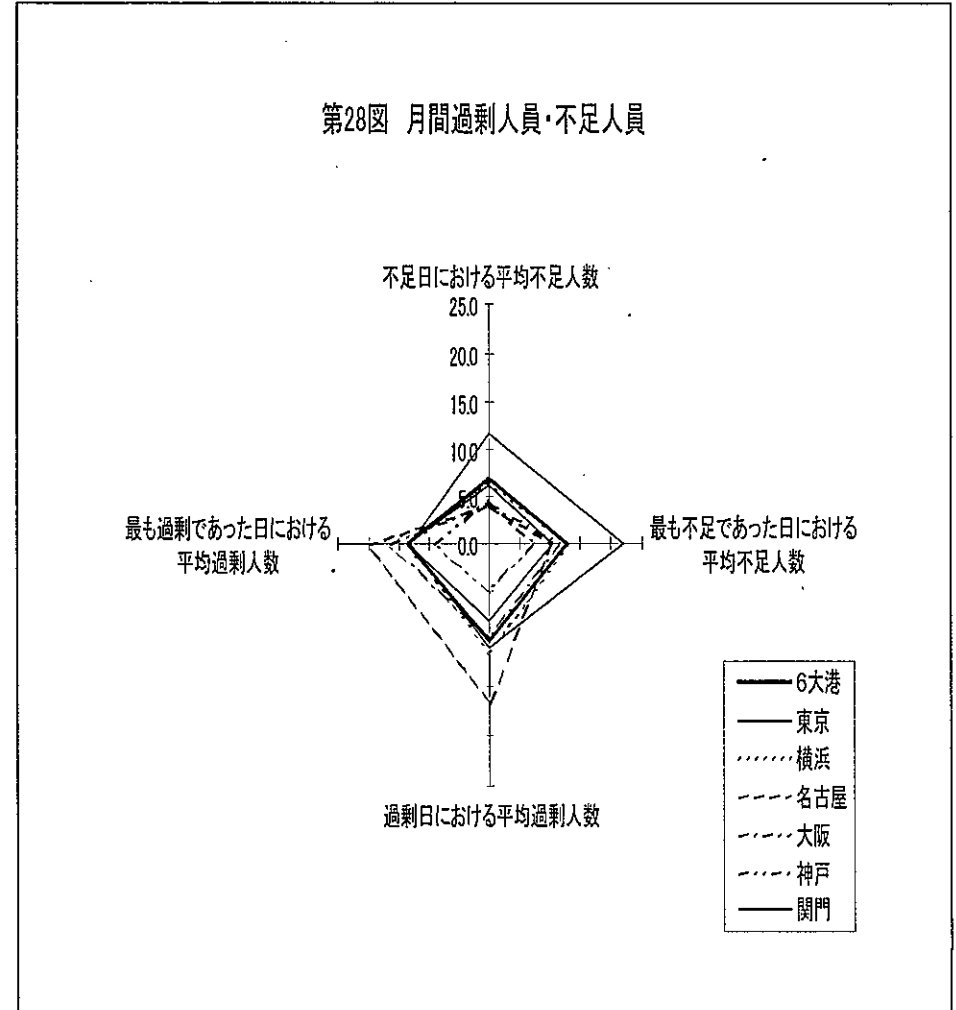 第28図 月間過剰人員・不足人員
不足日における平均不足人数
25.0
20.0
15.0
10.0
5.0
0.0
最も過剰であった日における
平均過剰人数
最も不足であった日における
平均不足人数
過剰日における平均過剰人数
6大港
東京
横浜
名古屋
大阪
神戸
関門